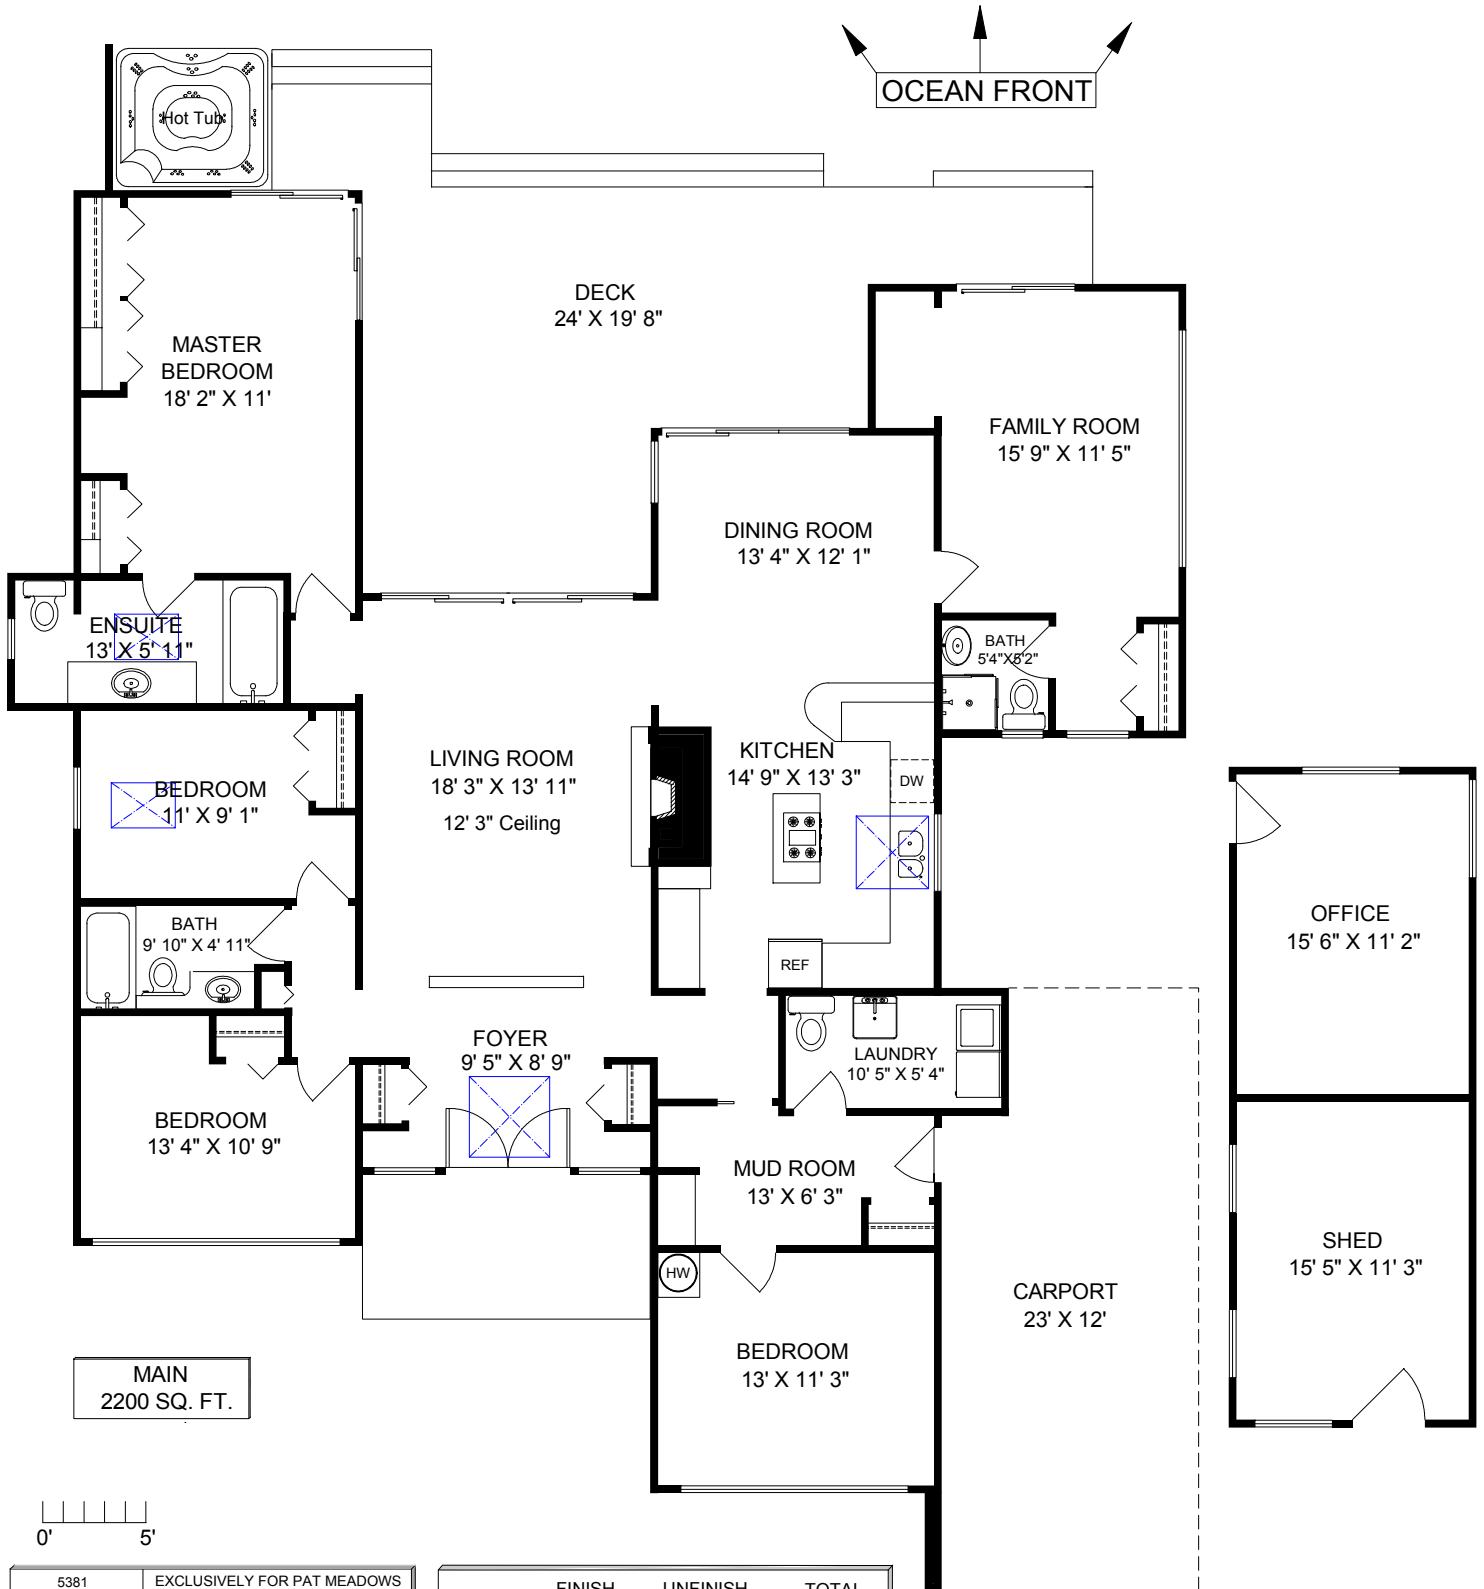 OCEAN FRONT
Hot Tub
DECK
24' X 19' 8"
MASTER
BEDROOM
18' 2" X 11'
FAMILY ROOM
15' 9" X 11' 5"
DINING ROOM
13' 4" X 12' 1"
ENSUITE
13' X 5' 11"
BATH
5'4"X5'2"
LIVING ROOM
18' 3" X 13' 11"
12' 3" Ceiling
KITCHEN
14' 9" X 13' 3"
DW
BEDROOM
11' X 9' 1"
BATH
9' 10" X 4' 11"
REF
OFFICE
15' 6" X 11' 2"
FOYER
9' 5" X 8' 9"
LAUNDRY
10' 5" X 5' 4"
BEDROOM
13' 4" X 10' 9"
MUD ROOM
13' X 6' 3"
SHED
15' 5" X 11' 3"
HW
CARPORT
23' X 12'
BEDROOM
13' X 11' 3"
MAIN
2200 SQ. FT.
0' 5'
5381 EXCLUSIVELY FOR PAT MEADOWS
FINISH UNFINISH TOTAL